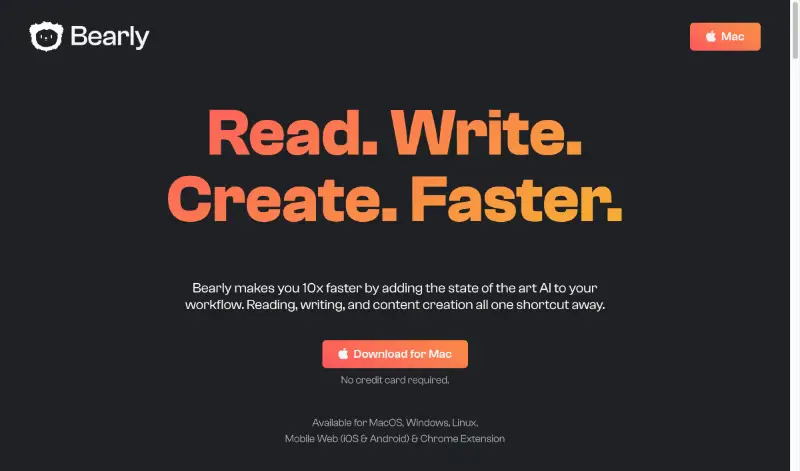 Bearly
Mac
Read. Write.
Create. Faster.
Bearly makes you 10x faster by adding the state of the art AI to your
workflow. Reading, writing, and content creation all one shortcut away.
Download for Mac
No credit card required.
Available for MacOS, Windows, Linux,
Mobile Web (iOS & Android) & Chrome Extension